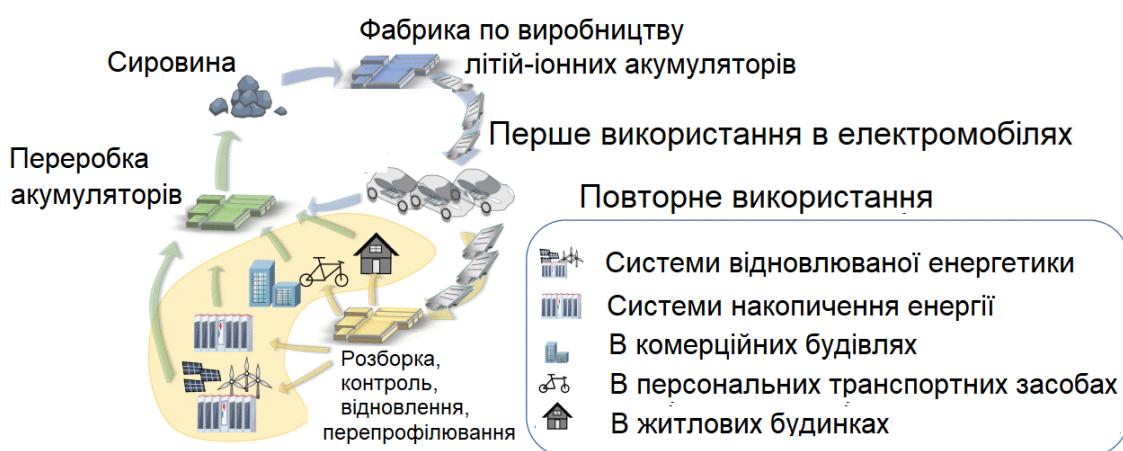 Фабрика по виробництву
літій-іонних акумуляторів
Сировина
Перше використання в електромобілях
Переробка
акумуляторів
Повторне використання
Системи відновлюваної енергетики
Системи накопичення енергії
В комерційних будівлях
В персональних транспортних засобах
В житлових будинках
Розборка,
контроль,
відновлення,
перепрофілювання